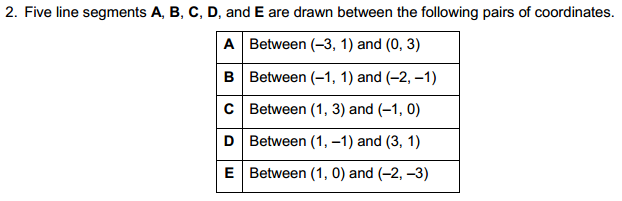 2. Five line segments A, B, C, D, and E are drawn between the following pairs of coordinates.
A Between (–3, 1) and (0, 3)
B Between (–1, 1) and (–2, –1)
C Between (1, 3) and (–1, 0)
D Between (1, –1) and (3, 1)
E Between (1, 0) and (–2, –3)